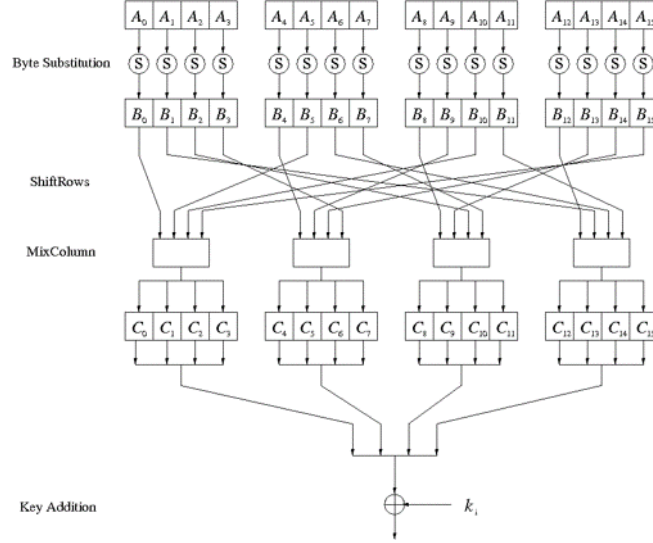 A₀ A₁ A₂ A₃ A₄ A₅ A₆ A₇ A₈ A₉ A₁₀ A₁₁ A₁₂ A₁₃ A₁₄ A₁₅
Byte Substitution S S S S S S S S S S S S S S S S
B₀ B₁ B₂ B₃ B₄ B₅ B₆ B₇ B₈ B₉ B₁₀ B₁₁ B₁₂ B₁₃ B₁₄ B₁₅
ShiftRows
MixColumn
C₀ C₁ C₂ C₃ C₄ C₅ C₆ C₇ C₈ C₉ C₁₀ C₁₁ C₁₂ C₁₃ C₁₄ C₁₅
Key Addition kᵢ